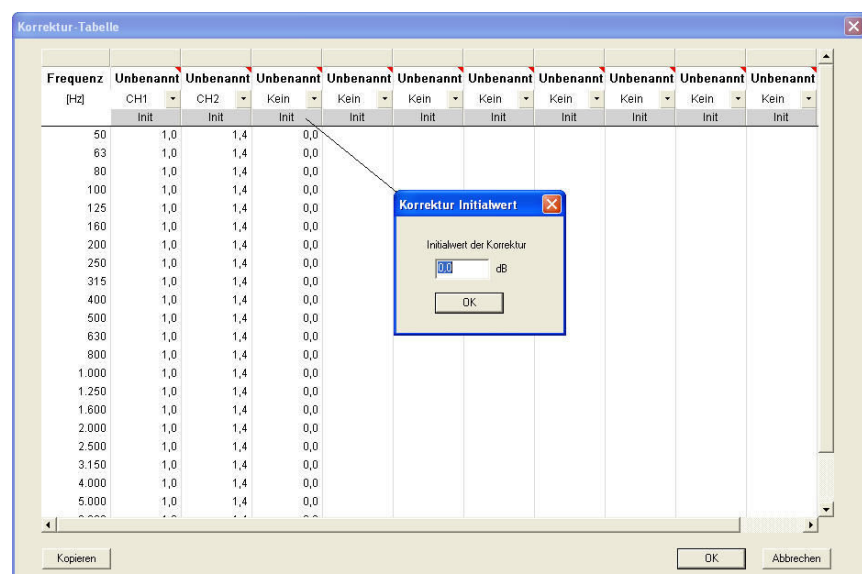 Korrektur-Tabelle
Frequenz Unbenannt Unbenannt Unbenannt Unbenannt Unbenannt Unbenannt Unbenannt Unbenannt Unbenannt Unbenannt
[Hz] CH1 CH2 Kein Kein Kein Kein Kein Kein Kein Kein
Init Init Init Init Init Init Init Init Init Init
50 1,0 1,4 0,0
63 1,0 1,4 0,0
80 1,0 1,4 0,0
100 1,0 1,4 0,0
125 1,0 1,4 0,0
160 1,0 1,4 0,0
200 1,0 1,4 0,0
250 1,0 1,4 0,0
315 1,0 1,4 0,0
400 1,0 1,4 0,0
500 1,0 1,4 0,0
630 1,0 1,4 0,0
800 1,0 1,4 0,0
1.000 1,0 1,4 0,0
1.250 1,0 1,4 0,0
1.600 1,0 1,4 0,0
2.000 1,0 1,4 0,0
2.500 1,0 1,4 0,0
3.150 1,0 1,4 0,0
4.000 1,0 1,4 0,0
5.000 1,0 1,4 0,0
Korrektur Initialwert
Initialwert der Korrektur
0,0 dB
OK
Kopieren OK Abbrechen